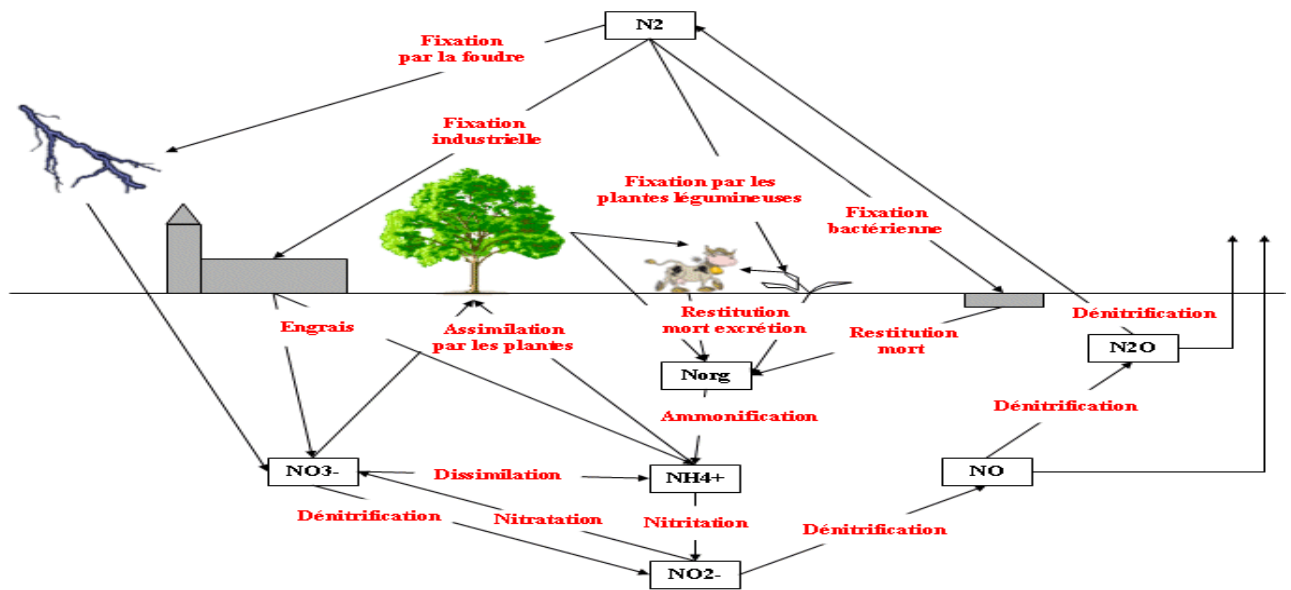 N2
Fixation
par la foudre
Fixation
industrielle
Fixation par les
plantes légumineuses
Fixation
bactérienne
Engrais
Assimilation
par les plantes
Restitution
mort excrétion
Restitution
mort
Dénitrification
N2O
Norg
Ammonification
Dénitrification
NO3-
Dissimilation
NH4+
NO
Dénitrification
Nitratation
Nitritation
Dénitrification
NO2-